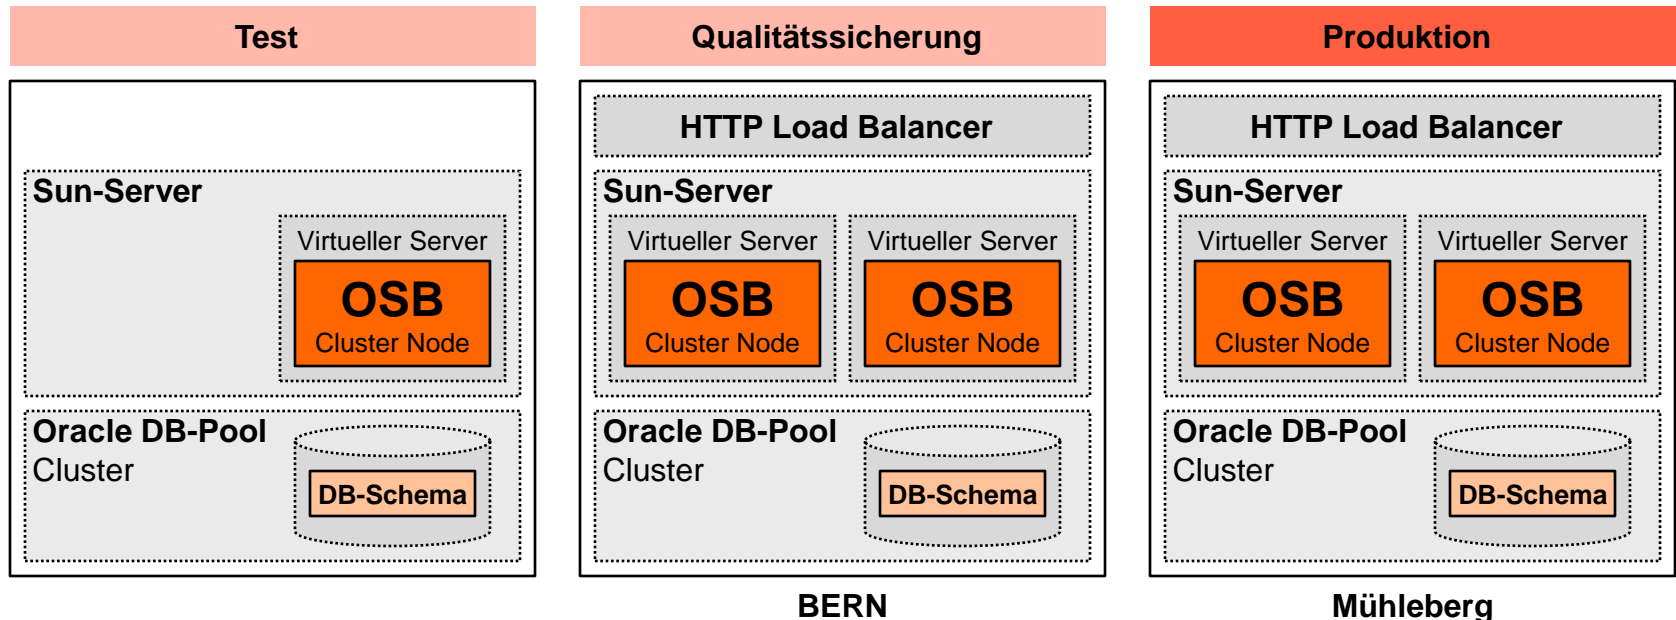 Test
Sun-Server
Virtueller Server
OSB
Cluster Node
Oracle DB-Pool
Cluster
DB-Schema
Qualitätssicherung
HTTP Load Balancer
Sun-Server
Virtueller Server
OSB
Cluster Node
Virtueller Server
OSB
Cluster Node
Oracle DB-Pool
Cluster
DB-Schema
BERN
Produktion
HTTP Load Balancer
Sun-Server
Virtueller Server
OSB
Cluster Node
Virtueller Server
OSB
Cluster Node
Oracle DB-Pool
Cluster
DB-Schema
Mühleberg